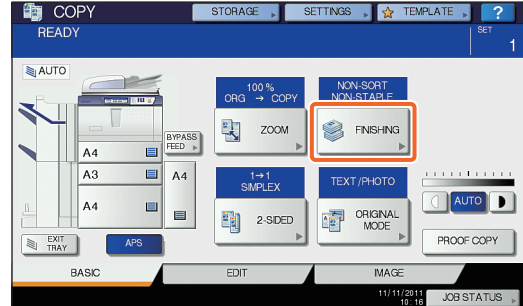 COPY
STORAGE
SETTINGS
TEMPLATE
?
READY
SET
1
AUTO
100 %
ORG → COPY
NON-SORT
NON-STAPLE
ZOOM
FINISHING
BYPASS
FEED
A4
A3
A4
A4
1→1
SIMPLEX
TEXT/PHOTO
2-SIDED
ORIGINAL
MODE
AUTO
EXIT
TRAY
APS
PROOF COPY
BASIC
EDIT
IMAGE
11/11/2011
10:16
JOB STATUS